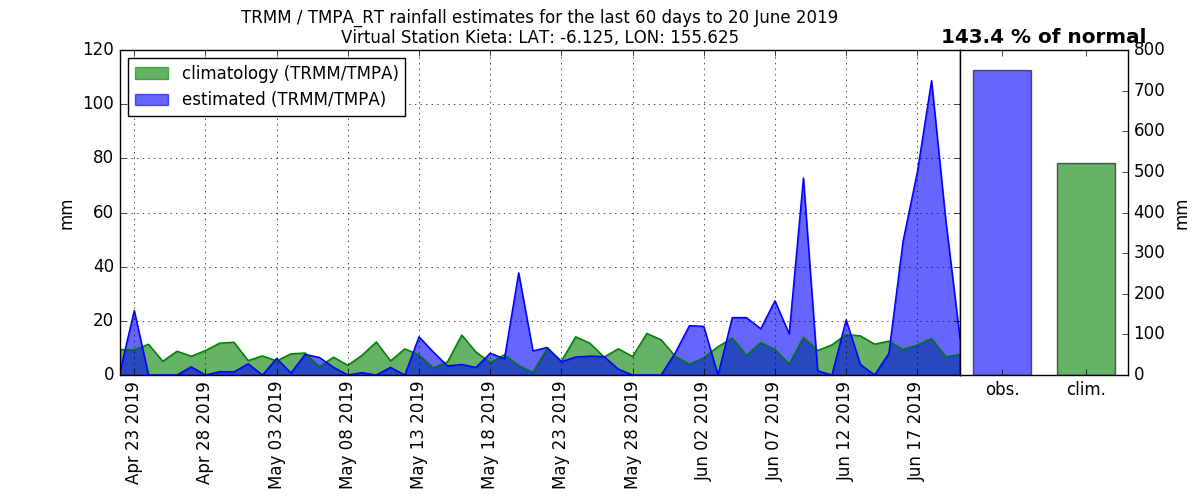 TRMM / TMPA_RT rainfall estimates for the last 60 days to 20 June 2019
Virtual Station Kieta: LAT: -6.125, LON: 155.625
143.4 % of normal
climatology (TRMM/TMPA)
estimated (TRMM/TMPA)
mm
120
100
80
60
40
20
0
800
700
600
500
400
300
200
100
0
mm
Apr 23 2019
Apr 28 2019
May 03 2019
May 08 2019
May 13 2019
May 18 2019
May 23 2019
May 28 2019
Jun 02 2019
Jun 07 2019
Jun 12 2019
Jun 17 2019
obs.
clim.